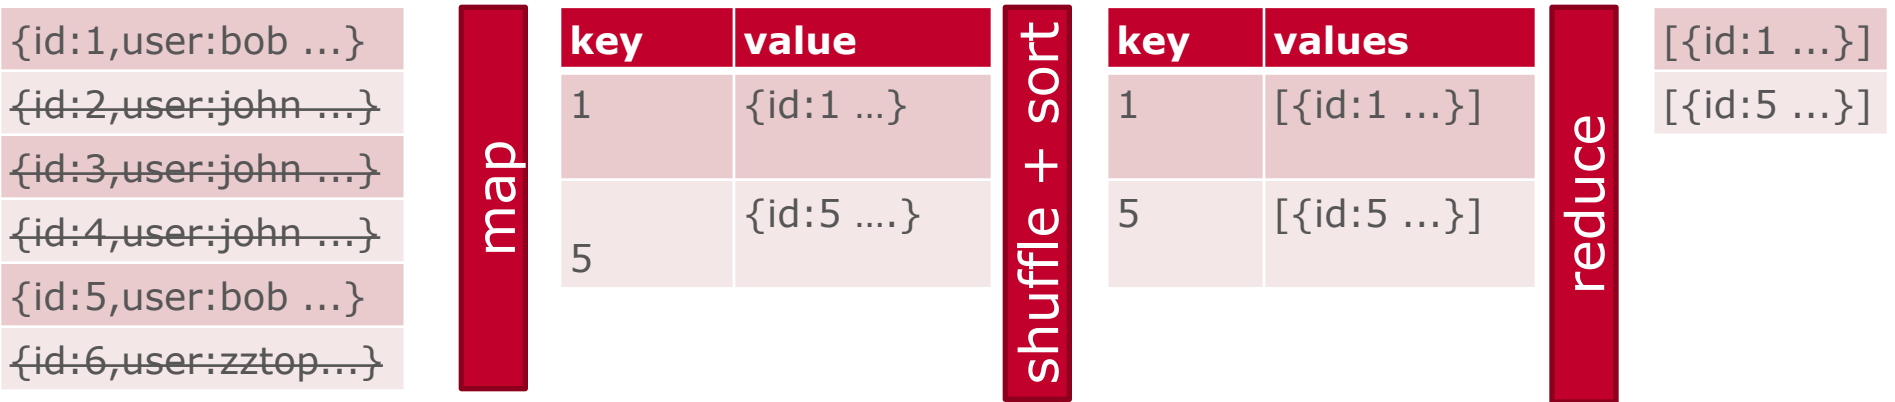 {id:1,user:bob ...}
{id:2,user:john ...}
{id:3,user:john ...}
{id:4,user:john ...}
{id:5,user:bob ...}
{id:6,user:zztop...}
map
key value
1 {id:1 …}
5 {id:5 ….}
shuffle + sort
key values
1 [{id:1 ...}]
5 [{id:5 ...}]
reduce
[{id:1 ...}]
[{id:5 ...}]